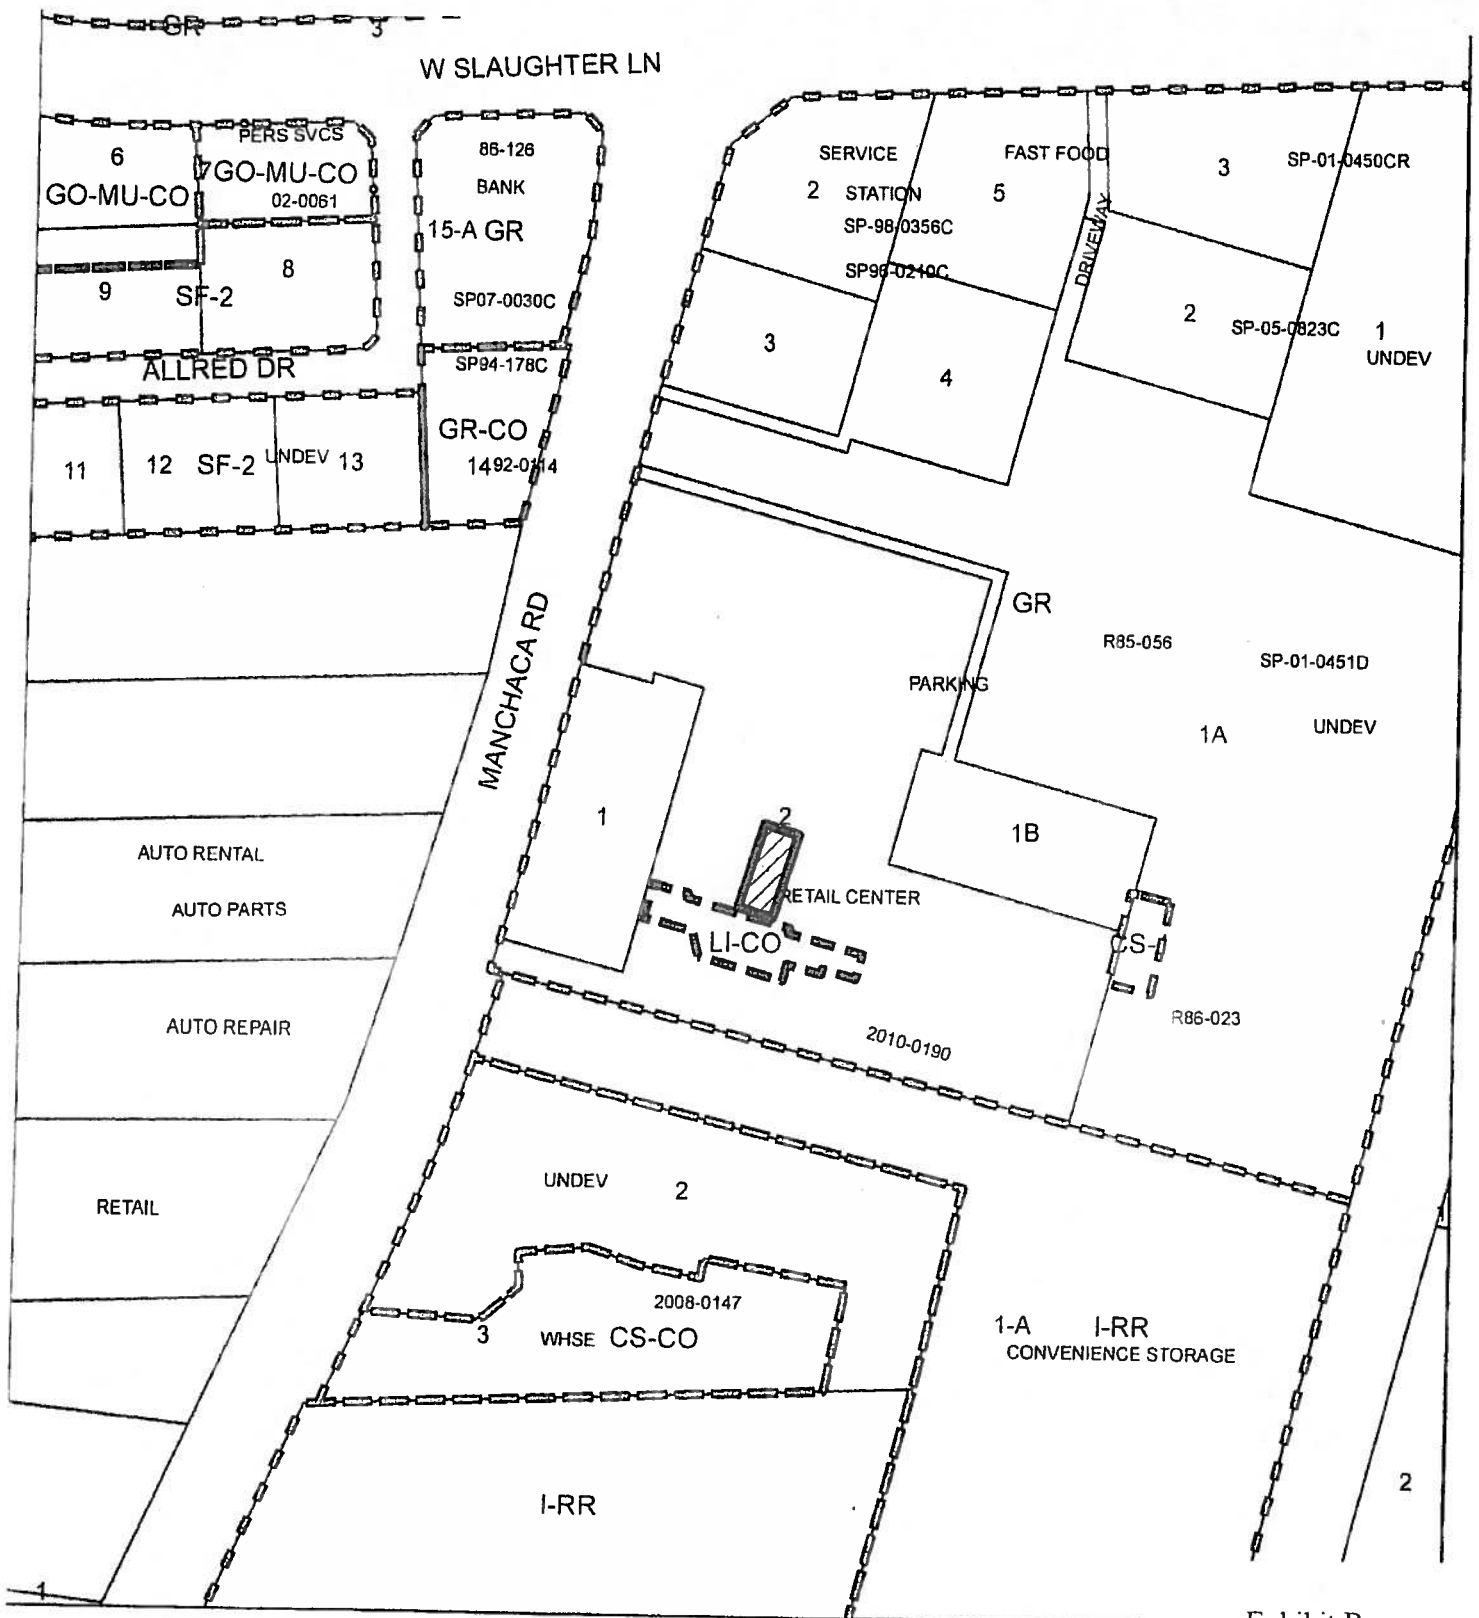 GR 3
W SLAUGHTER LN
6
PERS SVCS
7
GO-MU-CO
GO-MU-CO
02-0061
86-126
BANK
15-A GR
SP07-0030C
8
9
SF-2
ALLRED DR
SP94-178C
GR-CO
14 92-0114
11
12 SF-2 UNDEV 13
SERVICE
2 STATION
SP-98-0356C
SP96-0210C
FAST FOOD
5
DRIVEWAY
3
SP-01-0450CR
2
SP-05-0823C
1
UNDEV
3
4
MANCHACA RD
GR
R85-056
SP-01-0451D
PARKING
1A
UNDEV
1
2
1B
RETAIL CENTER
LI-CO
CS-1
R86-023
2010-0190
AUTO RENTAL
AUTO PARTS
AUTO REPAIR
RETAIL
UNDEV 2
2008-0147
3
WHSE CS-CO
1-A I-RR
CONVENIENCE STORAGE
I-RR
2
1
Exhibit B